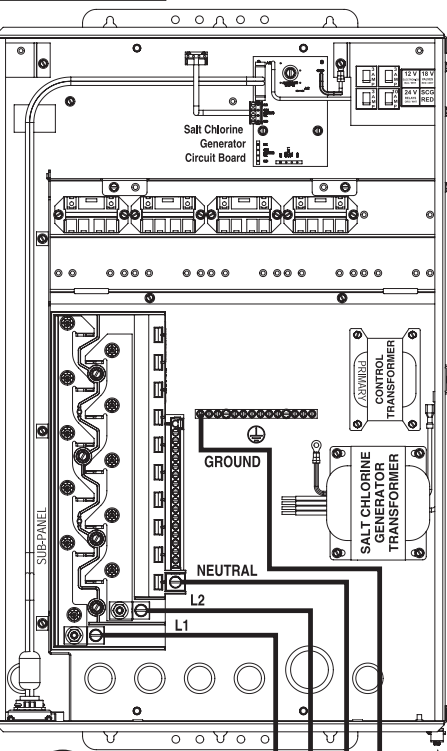 Salt Chlorine
Generator
Circuit Board
12 V
18 V
24 V
SCG
RED
PRIMARY
CONTROL
TRANSFORMER
GROUND
SALT CHLORINE
GENERATOR
TRANSFORMER
SUB-PANEL
NEUTRAL
L2
L1